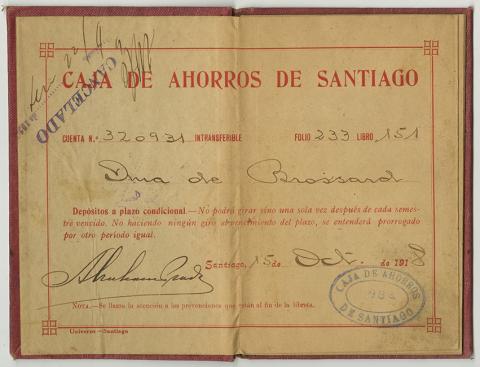 CAJA DE AHORROS DE SANTIAGO
CANCELADO
CUENTA N.º 320931 INTRANSFERIBLE FOLIO 233 LIBRO 151
de Brossard
Depósitos a plazo condicional.—No podrá girar sino una sola vez después de cada semes-
tre vencido. No haciendo ningún giro al vencimiento del plazo, se entenderá prorrogado
por otro período igual.
Santiago, 15 de Oct. de 1918
Abraham
CAJA DE AHORROS
DE SANTIAGO
NOTA.—Se llama la atención a las prevenciones que están al fin de la libreta.
Universo—Santiago